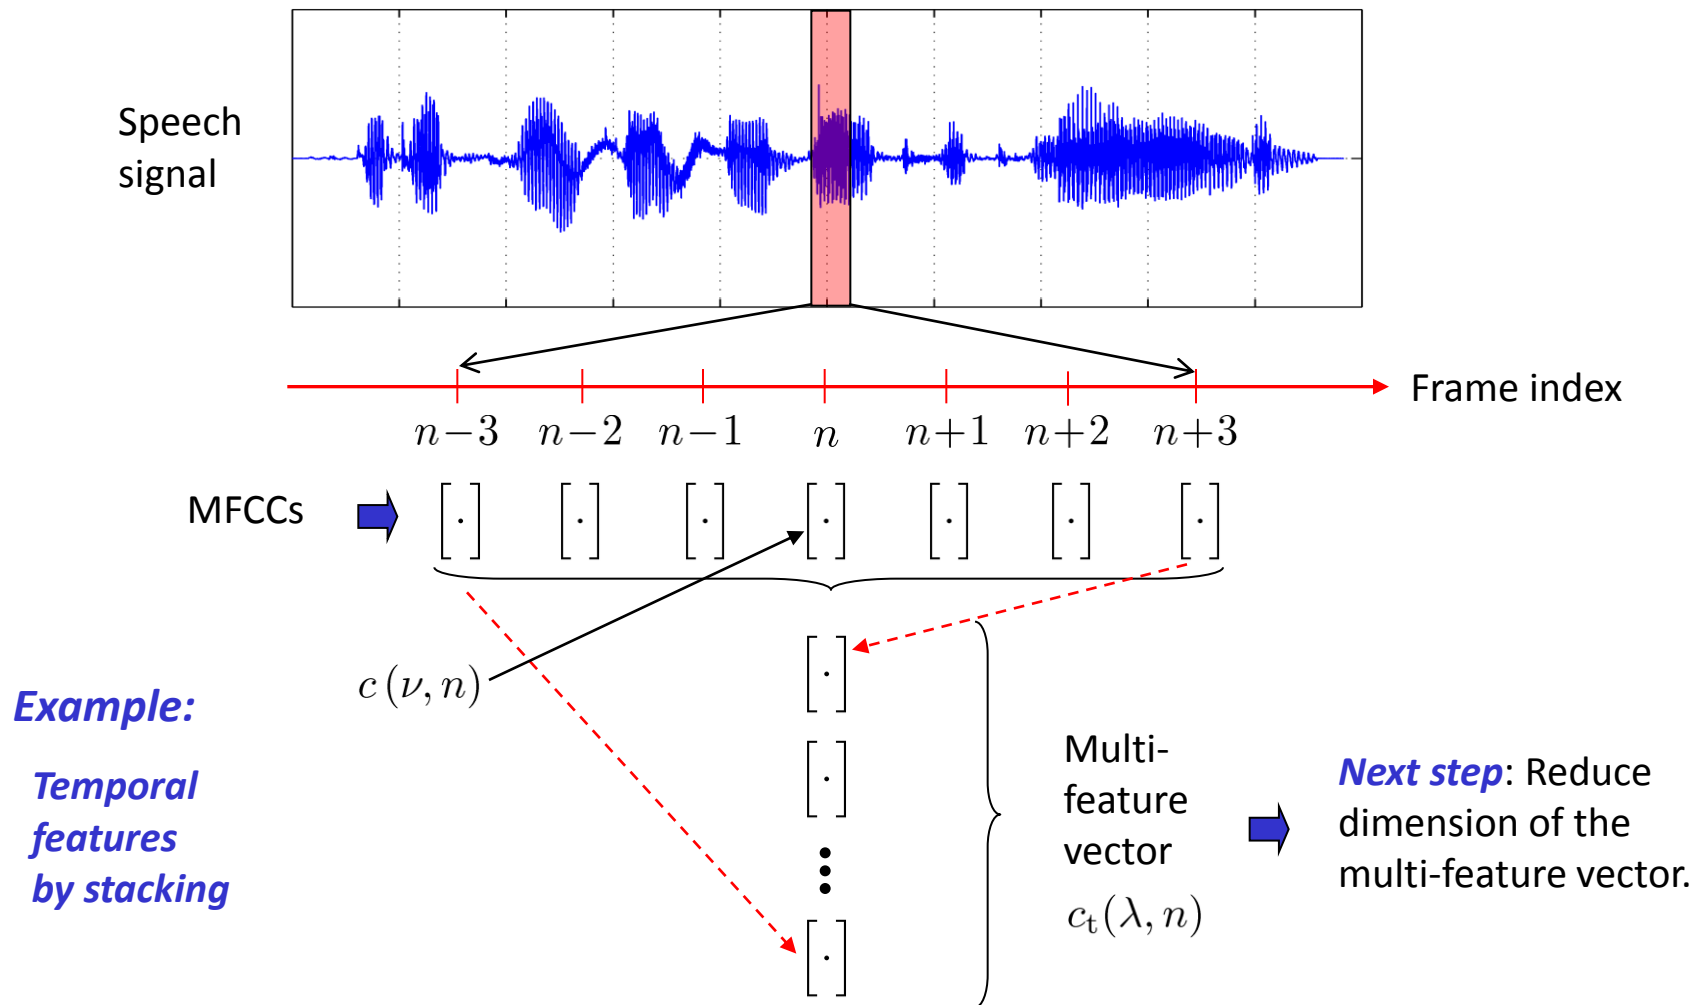 Speech
signal
Frame index
n−3 n−2 n−1 n n+1 n+2 n+3
MFCCs [·] [·] [·] [·] [·] [·] [·]
[·]
c(ν, n)
Example:
Temporal
features
by stacking
[·]
⋮
[·]
Multi-
feature
vector
c_t(λ, n)
Next step: Reduce
dimension of the
multi-feature vector.